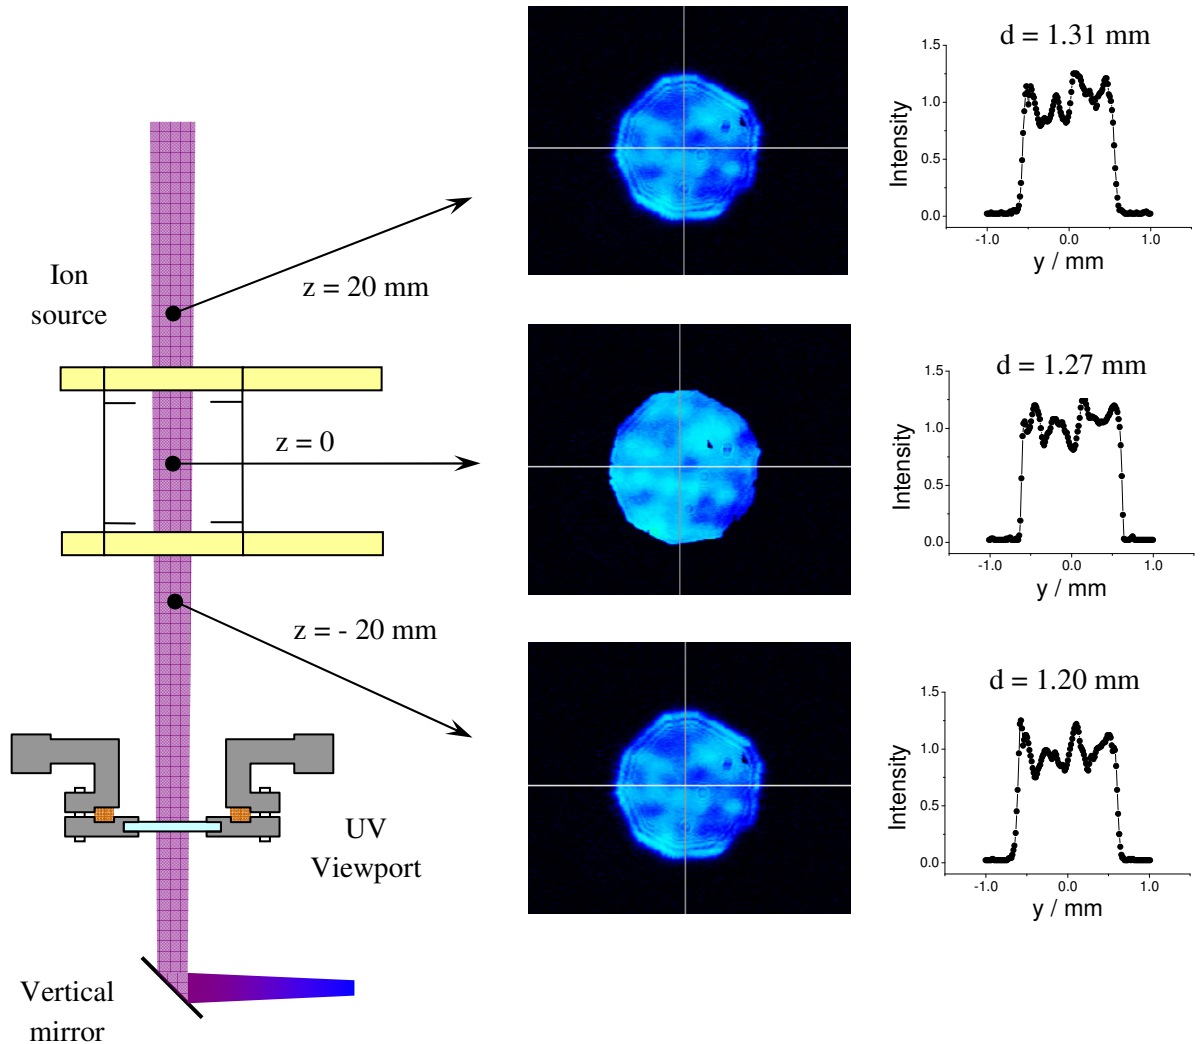 Ion
source
z = 20 mm
z = 0
z = - 20 mm
UV
Viewport
Vertical
mirror
d = 1.31 mm
1.5
1.0
0.5
0.0
Intensity
-1.0 0.0 1.0
y / mm
d = 1.27 mm
1.5
1.0
0.5
0.0
Intensity
-1.0 0.0 1.0
y / mm
d = 1.20 mm
1.5
1.0
0.5
0.0
Intensity
-1.0 0.0 1.0
y / mm